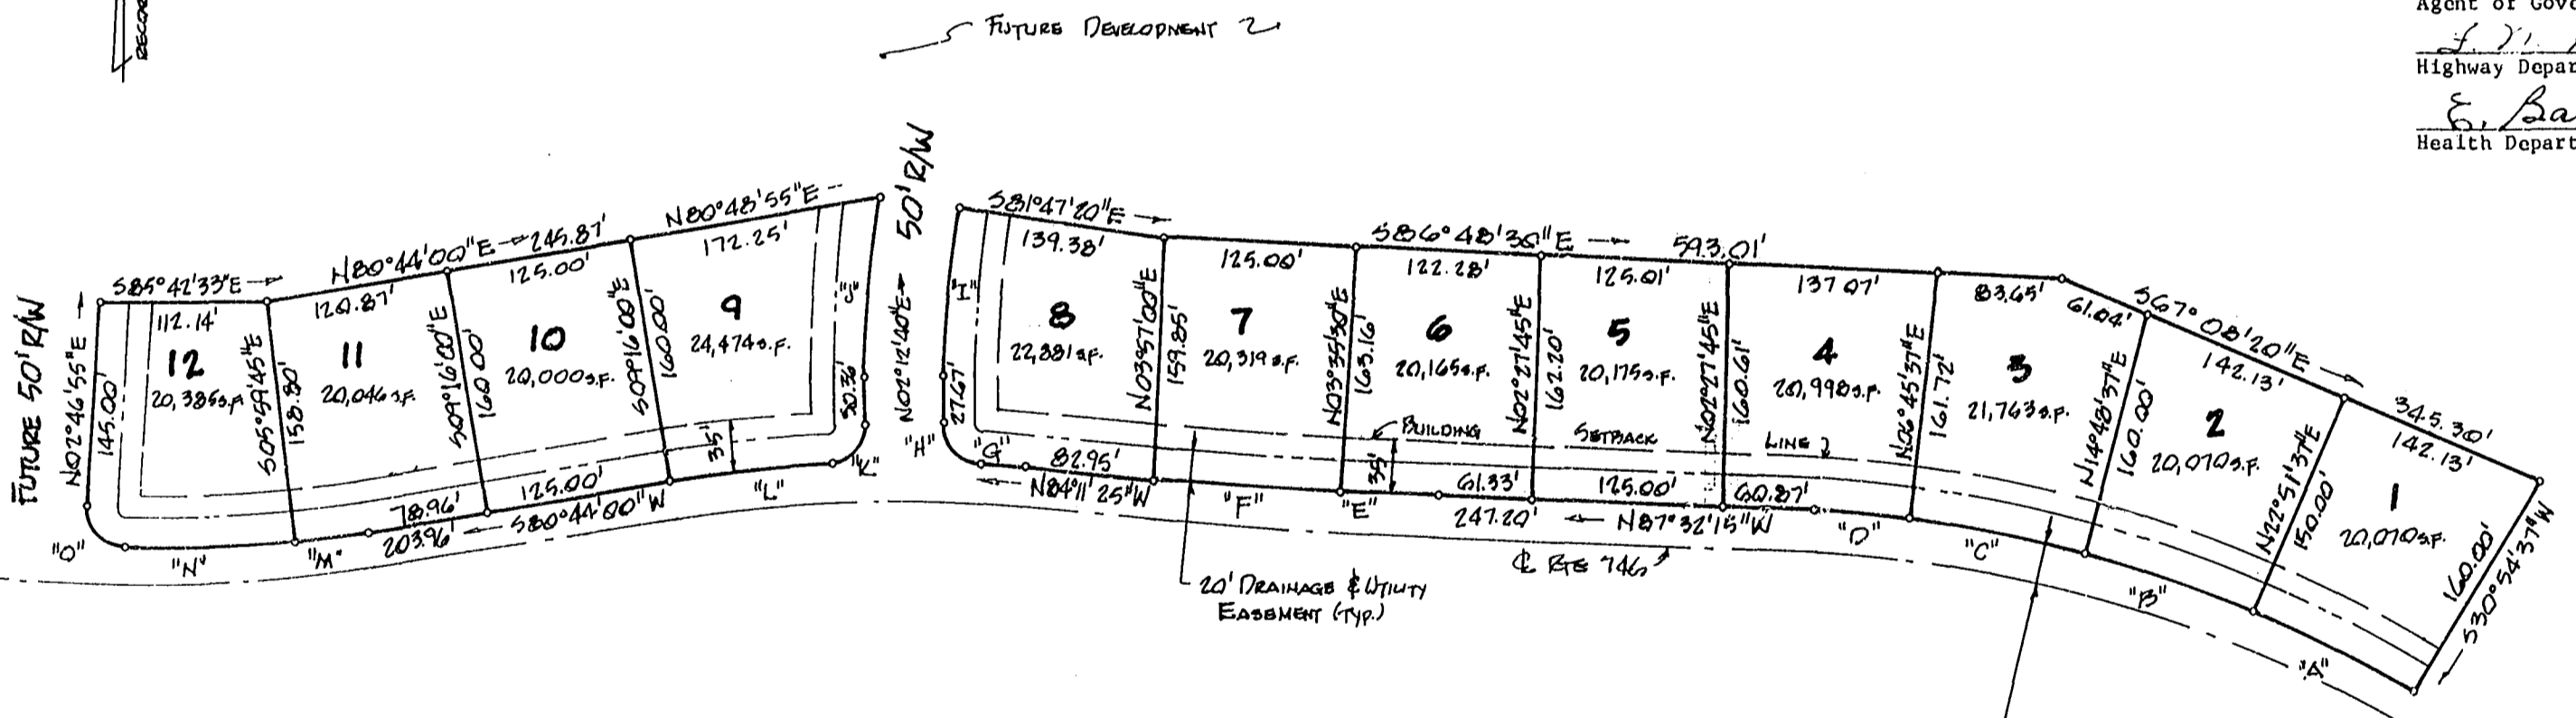 FUTURE DEVELOPMENT
Agent of Gove
Highway Depar
E. Ba
Health Depart
RECOR
FUTURE 50' R/W
N02°46'55"E
145.00'
S85°42'33"E
112.14'
12
20,385 S.F.
S05°59'45"E
158.80'
N80°44'00"E 245.87'
120.87'
11
20,046 S.F.
S09°16'00"E
160.00'
125.00'
10
20,000 S.F.
S09°16'00"E
160.00'
N80°48'55"E
172.25'
9
24,474 S.F.
35'
"J"
50.36'
"K"
"L"
125.00'
S80°44'00"W
78.96'
203.96'
"M"
"N"
"O"
50' R/W
N02°12'40"E
"H"
"I"
27.67'
"G"
S81°47'20"E
139.38'
8
22,881 S.F.
N03°57'00"E
159.85'
82.95'
N84°11'25"W
125.00'
7
20,319 S.F.
"F"
N03°35'30"E
163.16'
S86°48'30"E 593.01'
122.28'
6
20,165 S.F.
35'
BUILDING SETBACK LINE
"E"
61.33'
N02°27'45"E
162.20'
125.01'
5
20,175 S.F.
125.00'
247.20' N87°32'15"W
N02°27'45"E
160.61'
137.07'
4
20,998 S.F.
60.87'
"D"
N06°45'37"E
161.72'
83.65'
61.04'
3
21,763 S.F.
"C"
N14°48'37"E
160.00'
S67°08'20"E
345.30'
142.13'
2
20,070 S.F.
"B"
N22°51'37"E
150.00'
142.13'
1
20,070 S.F.
160.00'
S30°54'37"W
"A"
℄ RTE 746
20' DRAINAGE & UTILITY
EASEMENT (TYP.)